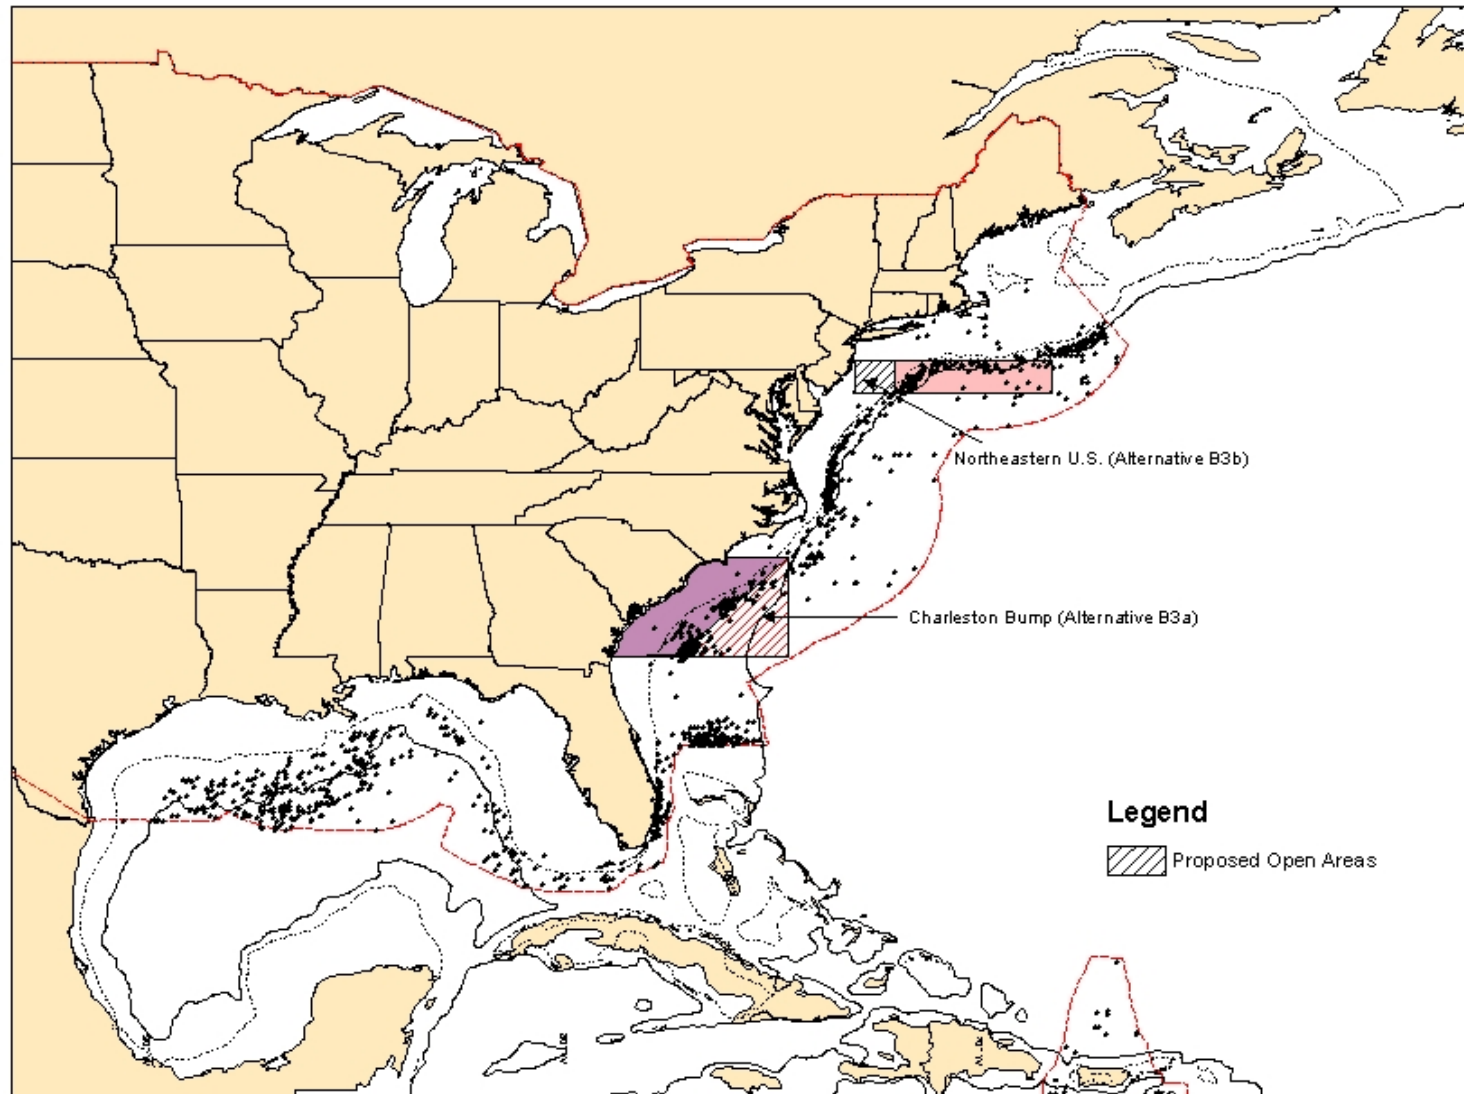 Northeastern U.S. (Alternative B3b)
Charleston Bump (Alternative B3a)
Legend
Proposed Open Areas